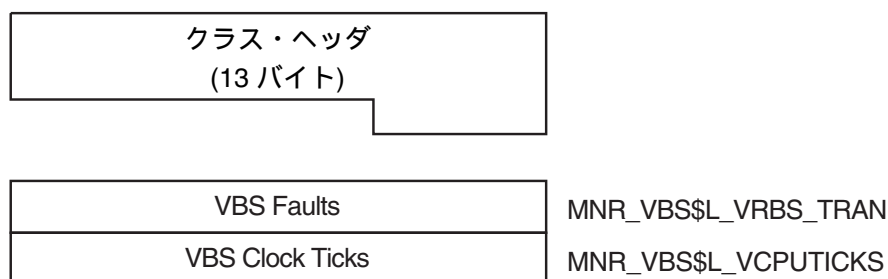 クラス・ヘッダ
(13 バイト)
VBS Faults MNR_VBS$L_VRBS_TRAN
VBS Clock Ticks MNR_VBS$L_VCPUTICKS